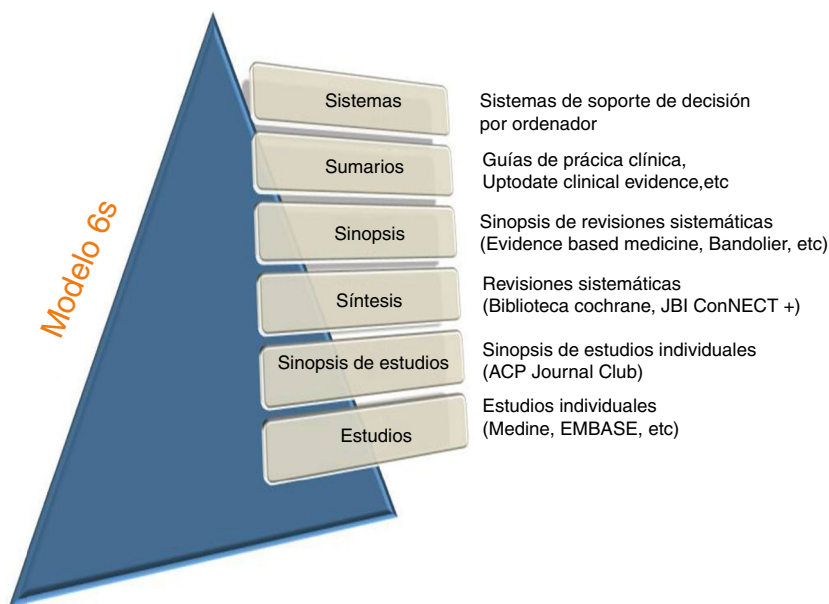 Modelo 6s
Sistemas
Sistemas de soporte de decisión
por ordenador
Sumarios
Guías de prácica clínica,
Uptodate clinical evidence,etc
Sinopsis
Sinopsis de revisiones sistemáticas
(Evidence based medicine, Bandolier, etc)
Síntesis
Revisiones sistemáticas
(Biblioteca cochrane, JBI ConNECT +)
Sinopsis de estudios
Sinopsis de estudios individuales
(ACP Journal Club)
Estudios
Estudios individuales
(Medine, EMBASE, etc)